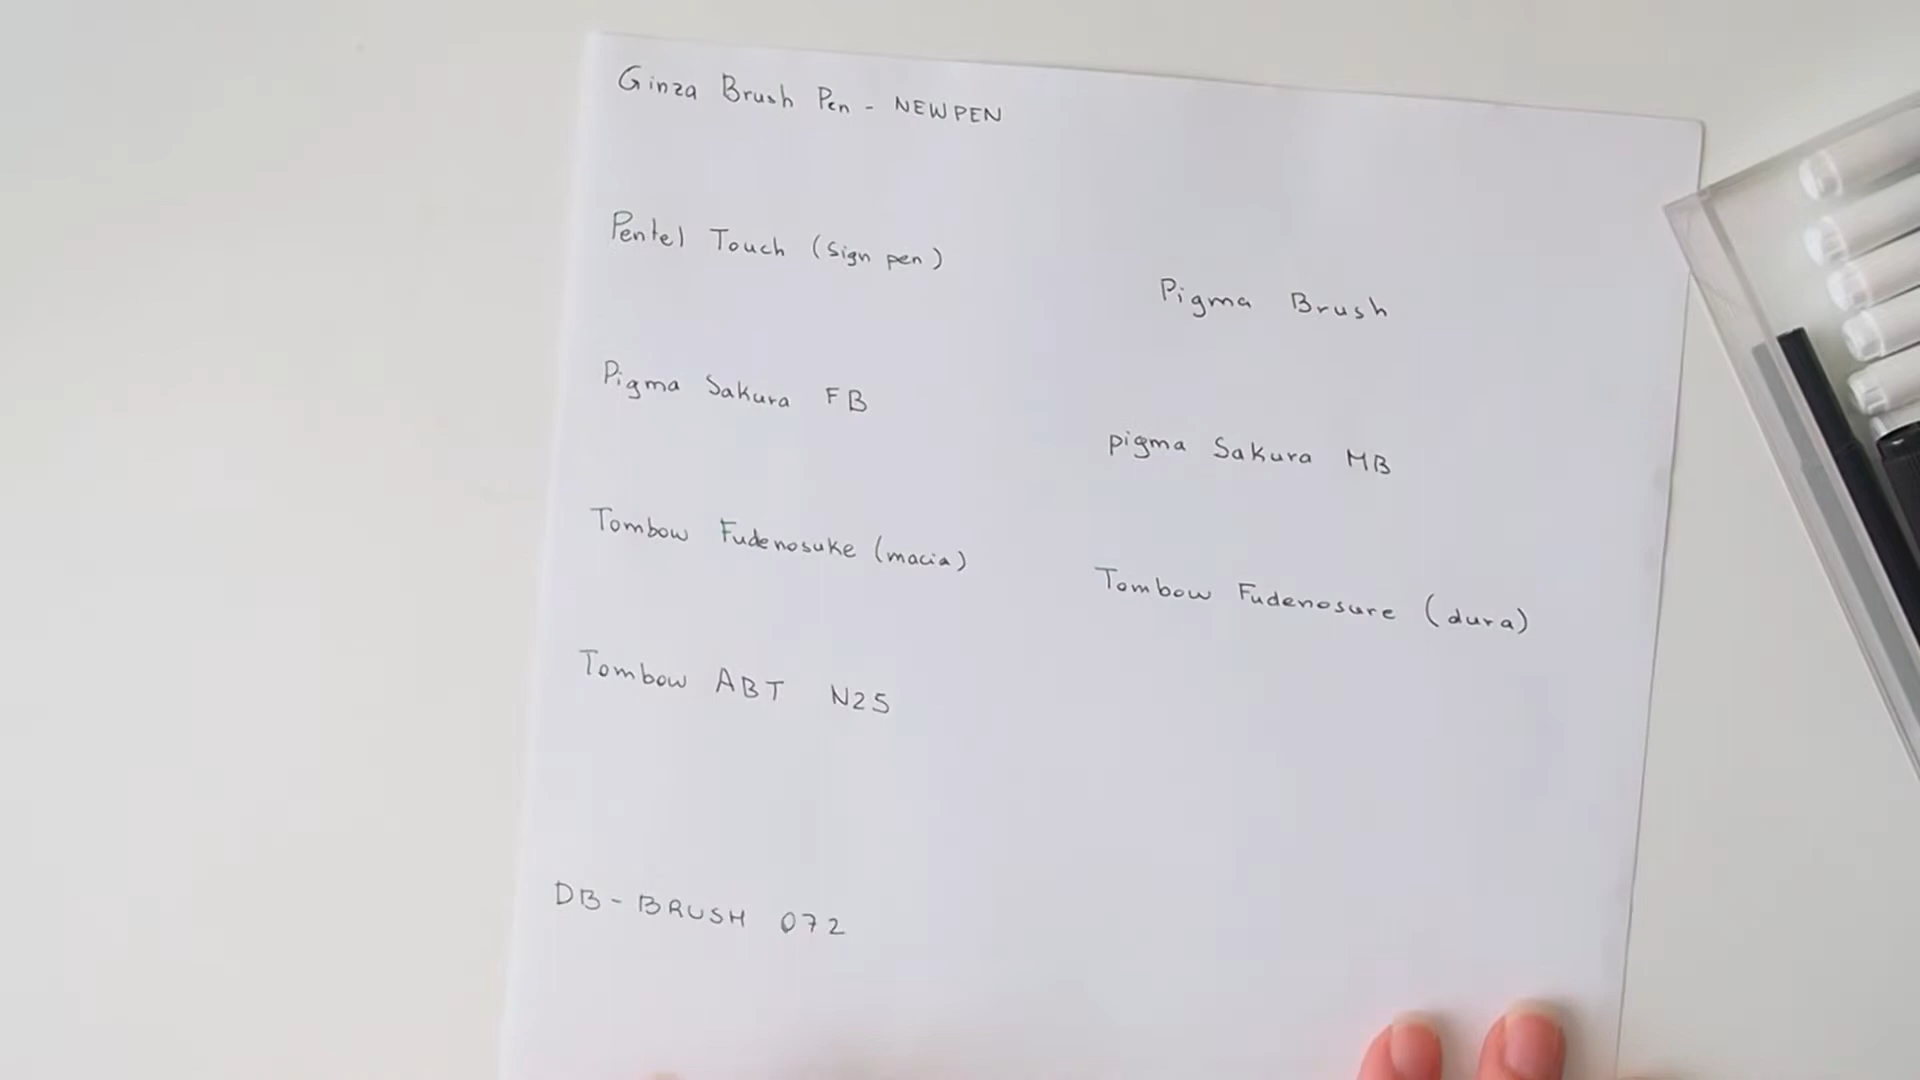 Ginza Brush Pen - NEWPEN
Pentel Touch (Sign pen)
Pigma Brush
Pigma Sakura FB
pigma Sakura MB
Tombow Fudenosuke (macia)
Tombow Fudenosure (dura)
Tombow ABT N25
DB-BRUSH 072